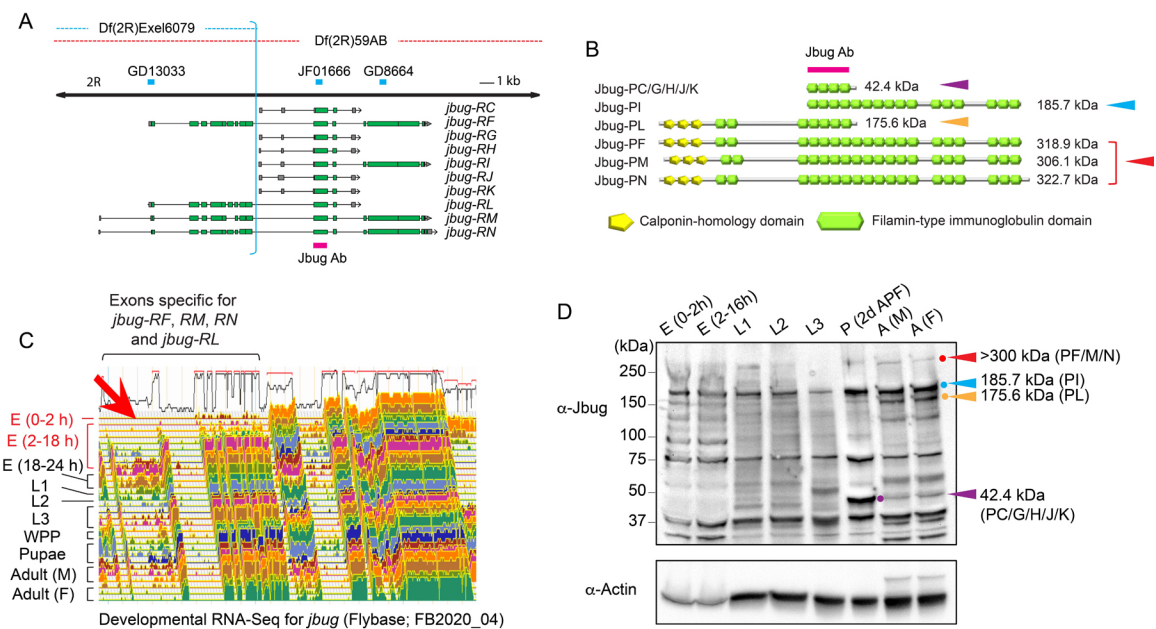 A
Df(2R)Exel6079
Df(2R)59AB
GD13033
JF01666
GD8664
2R
1 kb
jbug-RC
jbug-RF
jbug-RG
jbug-RH
jbug-RI
jbug-RJ
jbug-RK
jbug-RL
jbug-RM
jbug-RN
Jbug Ab
B
Jbug Ab
Jbug-PC/G/H/J/K
42.4 kDa
Jbug-PI
185.7 kDa
Jbug-PL
175.6 kDa
Jbug-PF
318.9 kDa
Jbug-PM
306.1 kDa
Jbug-PN
322.7 kDa
Calponin-homology domain
Filamin-type immunoglobulin domain
C
Exons specific for
jbug-RF, RM, RN
and jbug-RL
E (0-2 h)
E (2-18 h)
E (18-24 h)
L1
L2
L3
WPP
Pupae
Adult (M)
Adult (F)
Developmental RNA-Seq for jbug (Flybase; FB2020_04)
D
E (0-2h)
E (2-16h)
L1
L2
L3
P (2d APF)
A (M)
A (F)
(kDa)
250
150
100
75
50
37
α-Jbug
>300 kDa (PF/M/N)
185.7 kDa (PI)
175.6 kDa (PL)
42.4 kDa
(PC/G/H/J/K)
α-Actin